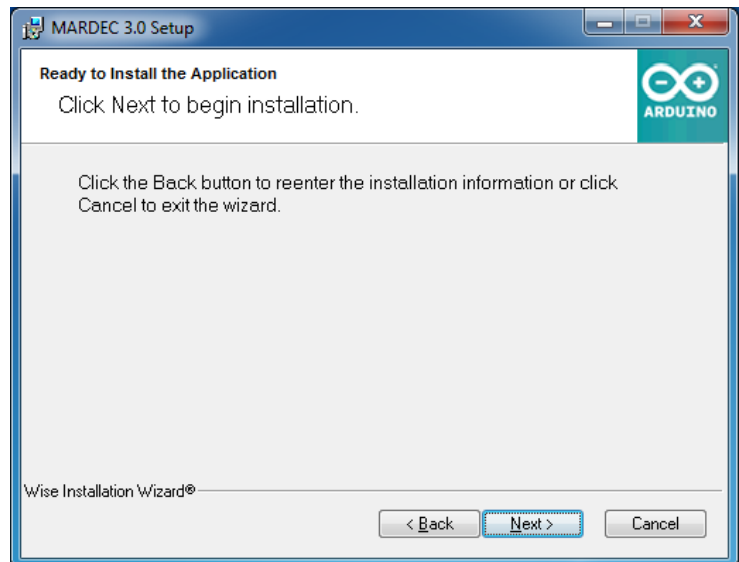 MARDEC 3.0 Setup
Ready to Install the Application
Click Next to begin installation.
ARDUINO
Click the Back button to reenter the installation information or click
Cancel to exit the wizard.
Wise Installation Wizard®
< Back
Next >
Cancel